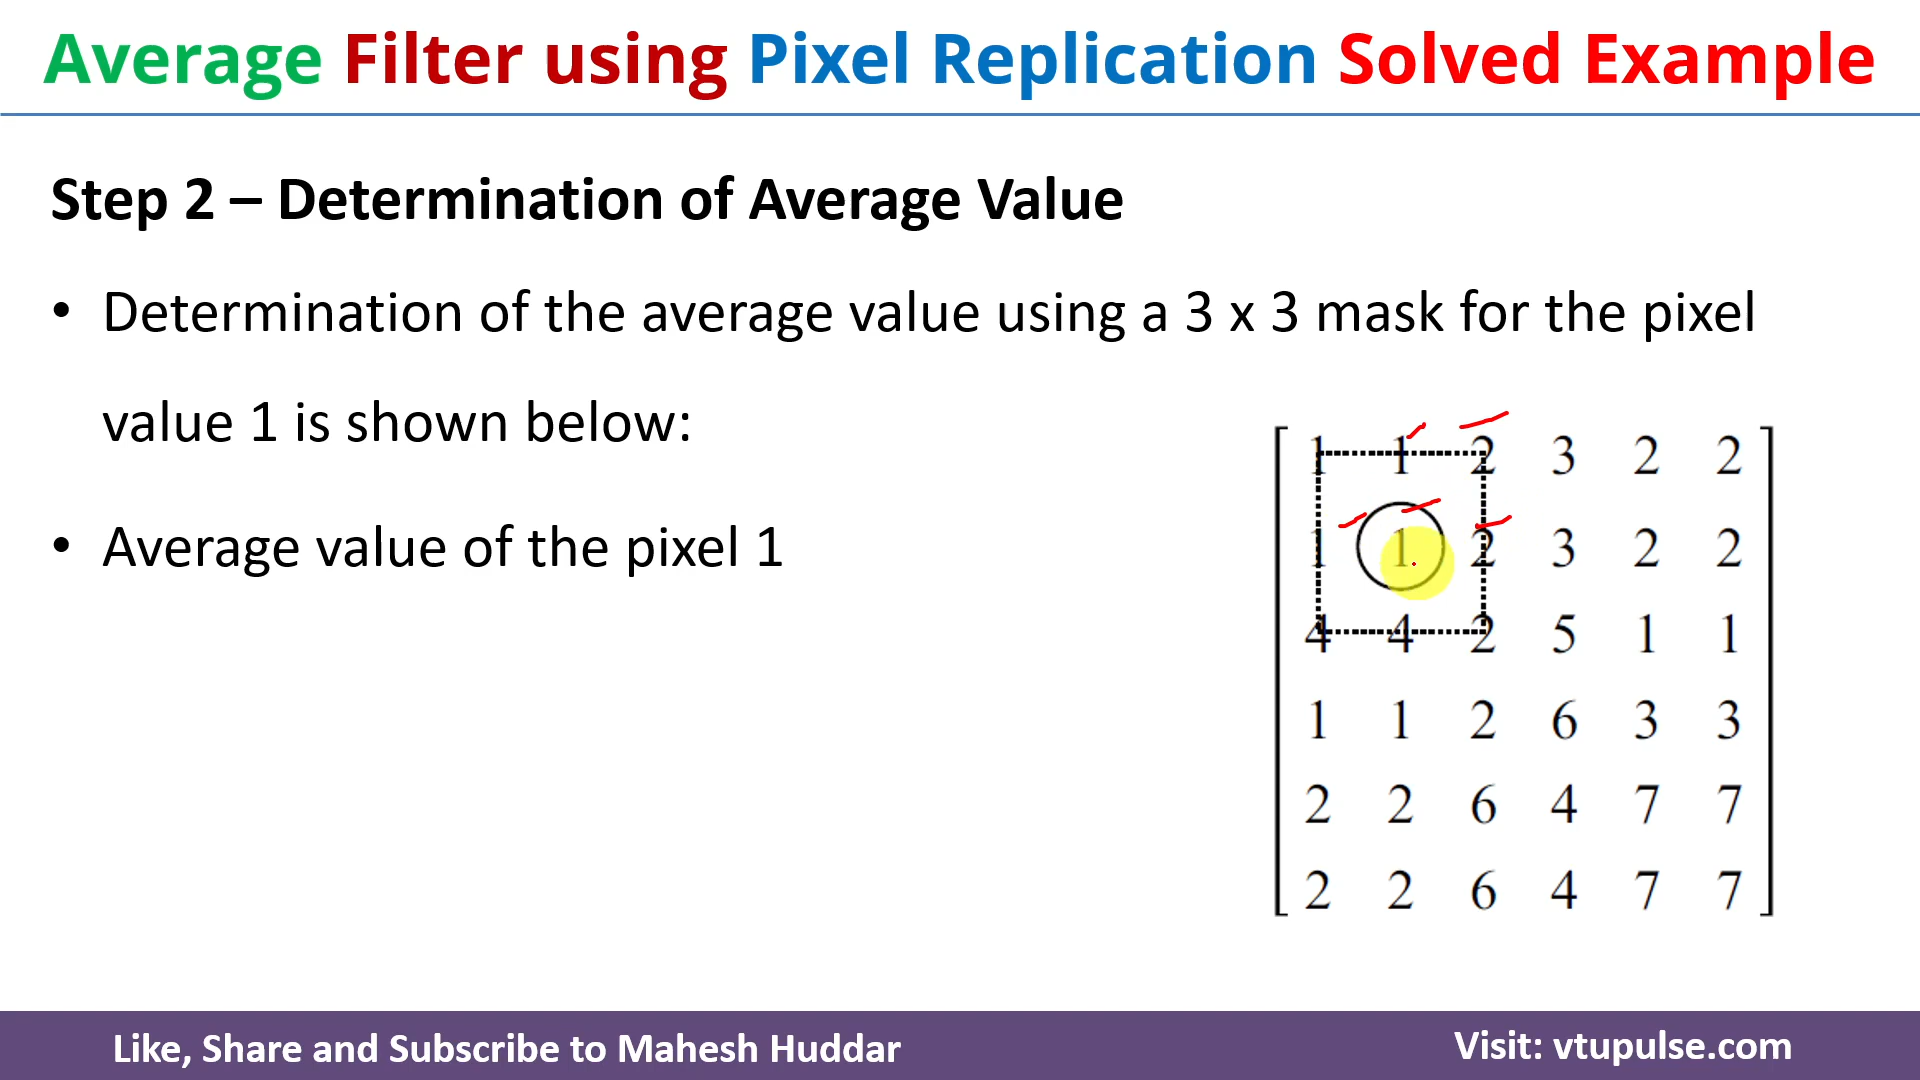 Average Filter using Pixel Replication Solved Example
Step 2 – Determination of Average Value
• Determination of the average value using a 3 x 3 mask for the pixel
value 1 is shown below:
• Average value of the pixel 1
1 1 2 3 2 2
1 1 2 3 2 2
4 4 2 5 1 1
1 1 2 6 3 3
2 2 6 4 7 7
2 2 6 4 7 7
Like, Share and Subscribe to Mahesh Huddar
Visit: vtupulse.com